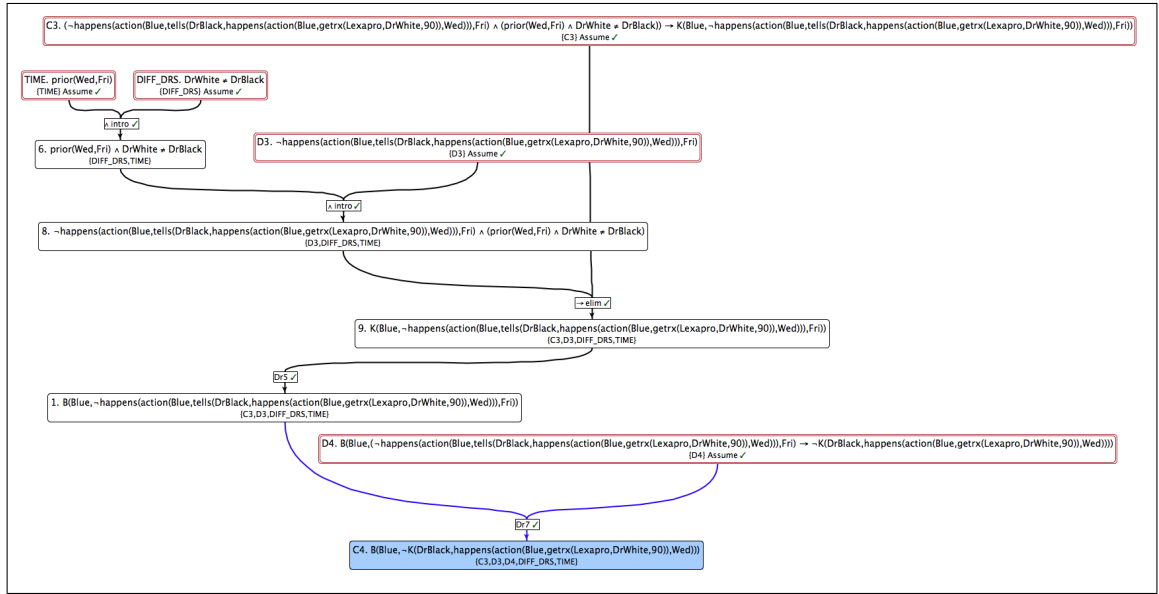 C3. (¬happens(action(Blue,tells(DrBlack,happens(action(Blue,getrx(Lexapro,DrWhite,90)),Wed))),Fri) ∧ (prior(Wed,Fri) ∧ DrWhite ≠ DrBlack)) → K(Blue,¬happens(action(Blue,tells(DrBlack,happens(action(Blue,getrx(Lexapro,DrWhite,90)),Wed))),Fri))
{C3} Assume ✓
TIME. prior(Wed,Fri)
{TIME} Assume ✓
DIFF_DRS. DrWhite ≠ DrBlack
{DIFF_DRS} Assume ✓
∧ intro ✓
6. prior(Wed,Fri) ∧ DrWhite ≠ DrBlack
{DIFF_DRS,TIME}
D3. ¬happens(action(Blue,tells(DrBlack,happens(action(Blue,getrx(Lexapro,DrWhite,90)),Wed))),Fri)
{D3} Assume ✓
∧ intro ✓
8. ¬happens(action(Blue,tells(DrBlack,happens(action(Blue,getrx(Lexapro,DrWhite,90)),Wed))),Fri) ∧ (prior(Wed,Fri) ∧ DrWhite ≠ DrBlack)
{D3,DIFF_DRS,TIME}
→ elim ✓
9. K(Blue,¬happens(action(Blue,tells(DrBlack,happens(action(Blue,getrx(Lexapro,DrWhite,90)),Wed))),Fri))
{C3,D3,DIFF_DRS,TIME}
Dr5 ✓
1. B(Blue,¬happens(action(Blue,tells(DrBlack,happens(action(Blue,getrx(Lexapro,DrWhite,90)),Wed))),Fri))
{C3,D3,DIFF_DRS,TIME}
D4. B(Blue,(¬happens(action(Blue,tells(DrBlack,happens(action(Blue,getrx(Lexapro,DrWhite,90)),Wed))),Fri) → ¬K(DrBlack,happens(action(Blue,getrx(Lexapro,DrWhite,90)),Wed))))
{D4} Assume ✓
Dr7 ✓
C4. B(Blue,¬K(DrBlack,happens(action(Blue,getrx(Lexapro,DrWhite,90)),Wed)))
{C3,D3,D4,DIFF_DRS,TIME}